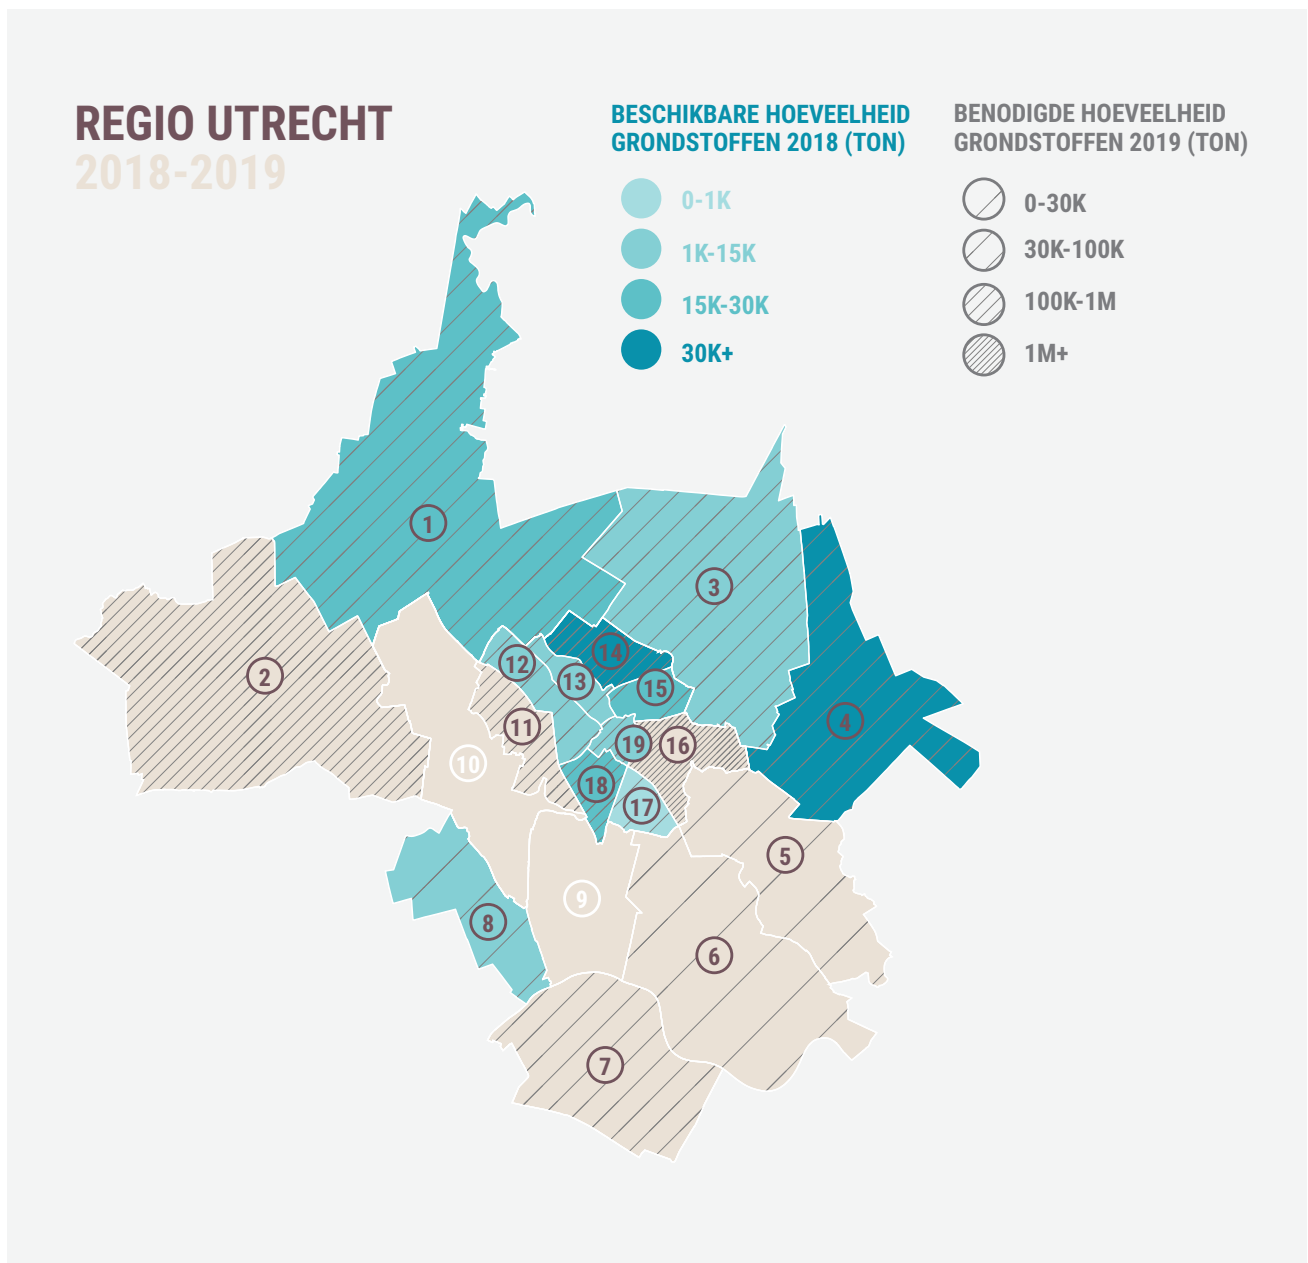 REGIO UTRECHT
2018-2019
BESCHIKBARE HOEVEELHEID
GRONDSTOFFEN 2018 (TON)
0-1K
1K-15K
15K-30K
30K+
BENODIGDE HOEVEELHEID
GRONDSTOFFEN 2019 (TON)
0-30K
30K-100K
100K-1M
1M+
1
2
3
4
5
6
7
8
9
10
11
12
13
14
15
16
17
18
19